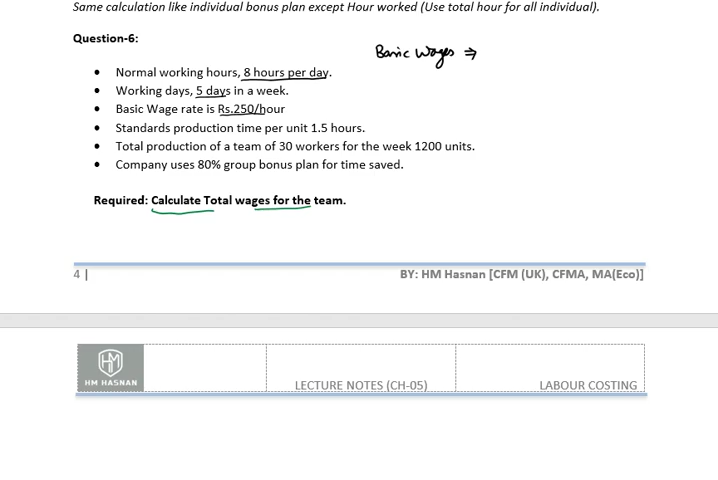 Same calculation like individual bonus plan except Hour worked (Use total hour for all individual).
Question-6:
Basic Wages ⇒
• Normal working hours, 8 hours per day.
• Working days, 5 days in a week.
• Basic Wage rate is Rs.250/hour
• Standards production time per unit 1.5 hours.
• Total production of a team of 30 workers for the week 1200 units.
• Company uses 80% group bonus plan for time saved.
Required: Calculate Total wages for the team.
4 | BY: HM Hasnan [CFM (UK), CFMA, MA(Eco)]
HM
HM HASNAN
LECTURE NOTES (CH-05) LABOUR COSTING